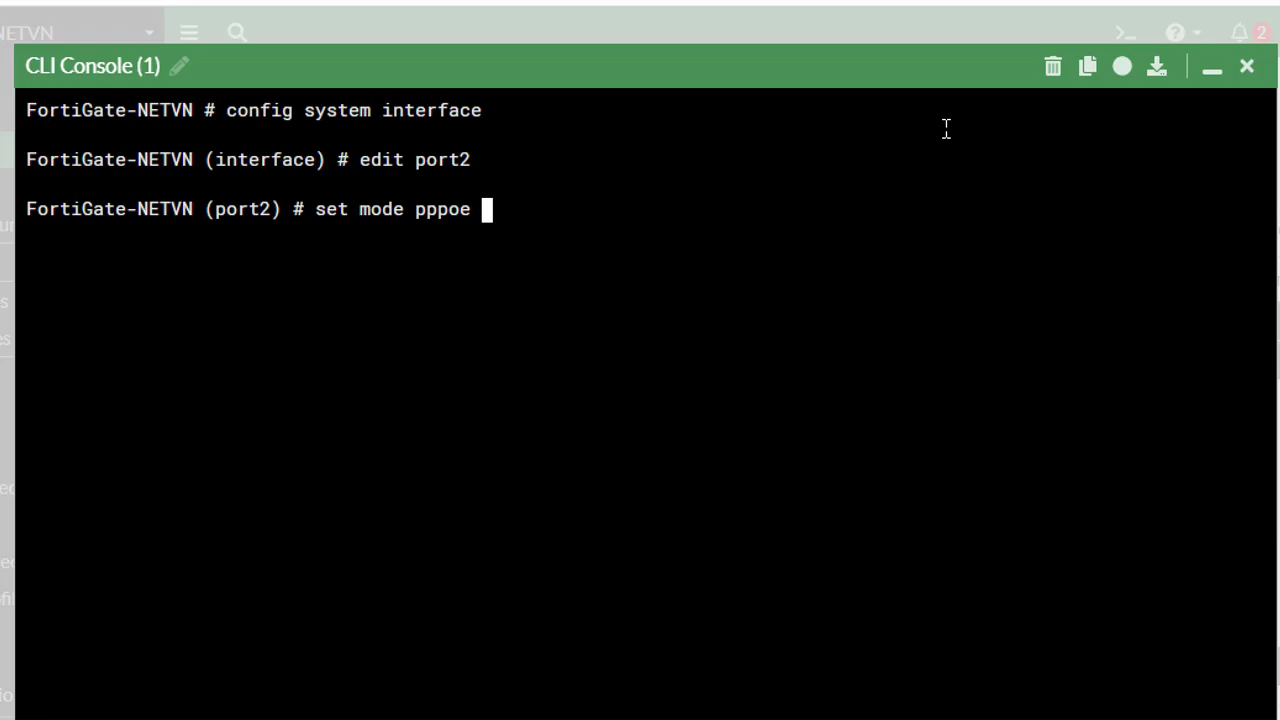 NETVN
2
CLI Console (1)
FortiGate-NETVN # config system interface
FortiGate-NETVN (interface) # edit port2
FortiGate-NETVN (port2) # set mode pppoe